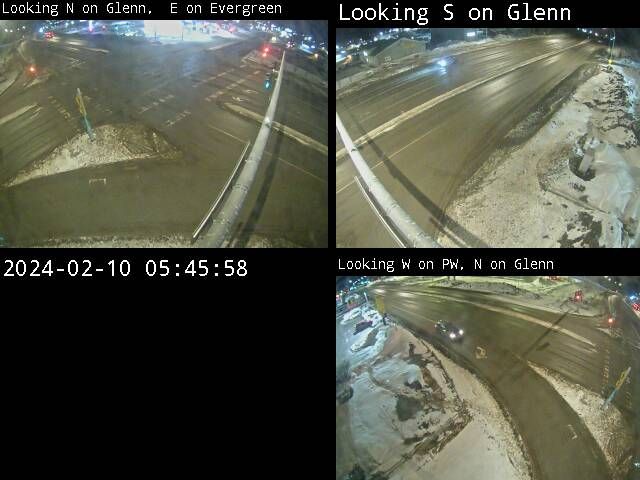 Looking N on Glenn,  E on Evergreen
Looking S on Glenn
2024-02-10 05:45:58
Looking W on PW, N on Glenn